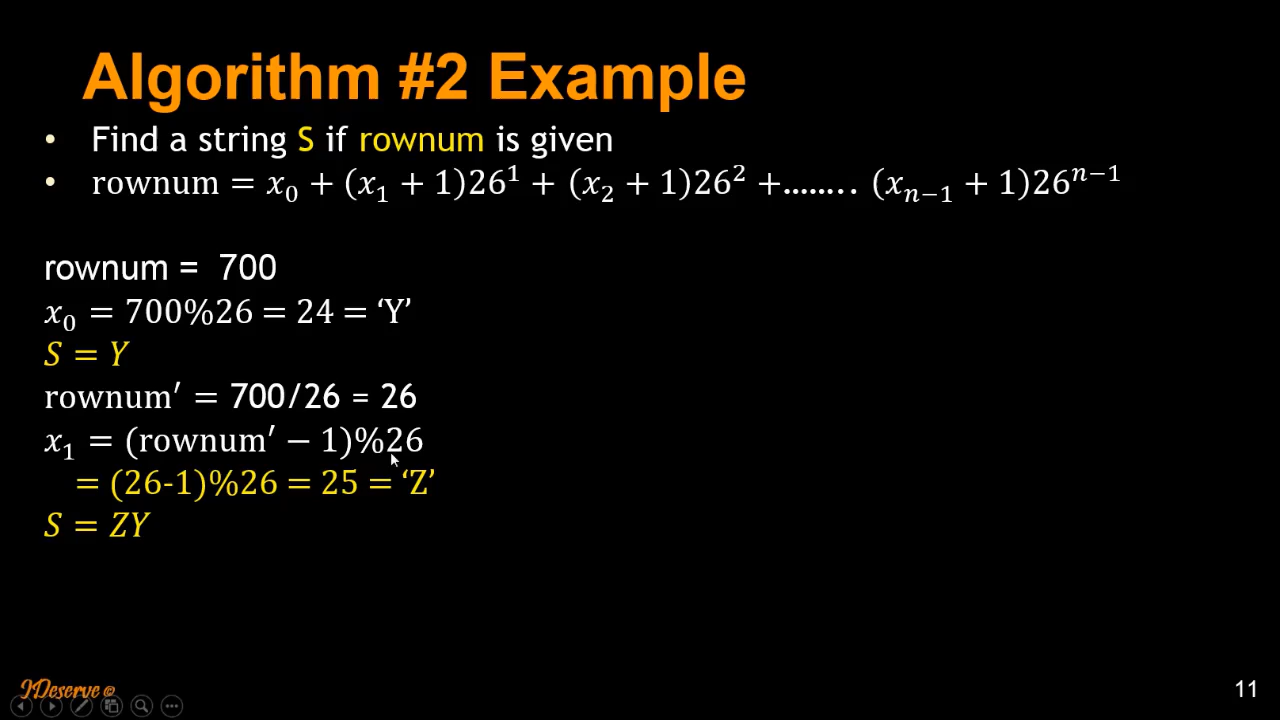 Algorithm #2 Example
• Find a string S if rownum is given
• rownum = x₀ + (x₁ + 1)26¹ + (x₂ + 1)26² +........ (xₙ₋₁ + 1)26ⁿ⁻¹
rownum = 700
x₀ = 700%26 = 24 = ‘Y’
S = Y
rownum′ = 700/26 = 26
x₁ = (rownum′ − 1)%26
= (26-1)%26 = 25 = ‘Z’
S = ZY
JDeserve ©
11